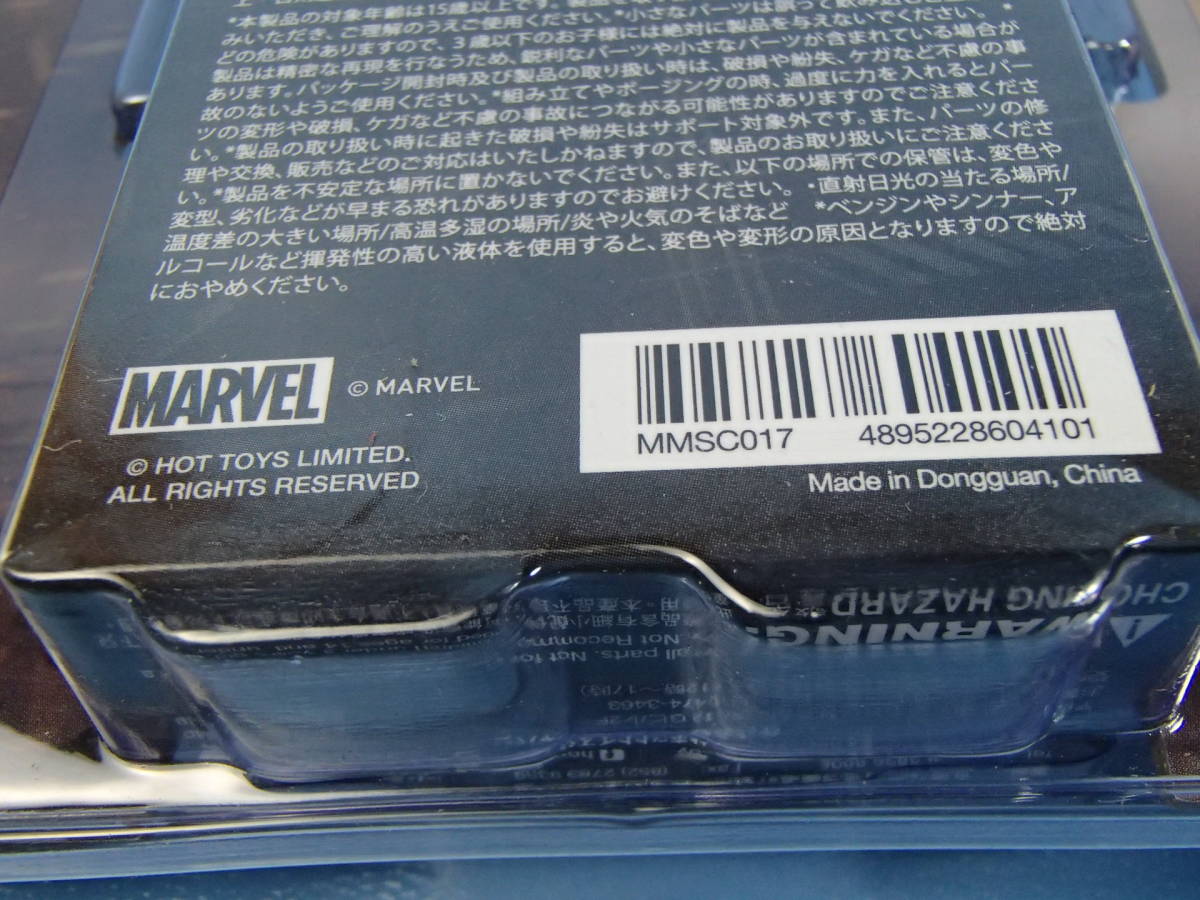 *本製品の対象年齢は15歳以上です。製品を
みいただき、ご理解のうえご使用ください。*小さなパーツは誤って飲み込むなど
どの危険がありますので、3歳以下のお子様には絶対に製品を与えないでください。
製品は精密な再現を行なうため、鋭利なパーツや小さなパーツが含まれている場合が
あります。パッケージ開封時及び製品の取り扱い時は、破損や紛失、ケガなど不慮の事
故のないようご使用ください。*組み立てやポージングの時、過度に力を入れるとパー
ツの変形や破損、ケガなど不慮の事故につながる可能性がありますのでご注意くださ
い。*製品の取り扱い時に起きた破損や紛失はサポート対象外です。また、パーツの修
理や交換、販売などのご対応はいたしかねますので、製品のお取り扱いにご注意くださ
い。*製品を不安定な場所に置かないでください。また、以下の場所での保管は、変色や
変型、劣化などが早まる恐れがありますのでお避けください。・直射日光の当たる場所/
温度差の大きい場所/高温多湿の場所/炎や火気のそばなど *ベンジンやシンナー、ア
ルコールなど揮発性の高い液体を使用すると、変色や変形の原因となりますので絶対
におやめください。
MARVEL
© MARVEL
© HOT TOYS LIMITED.
ALL RIGHTS RESERVED
MMSC017 4895228604101
Made in Dongguan, China
WARNING:
CHOKING HAZARD
all parts. Not for
Not Recomm
12時～17時)
474-3463